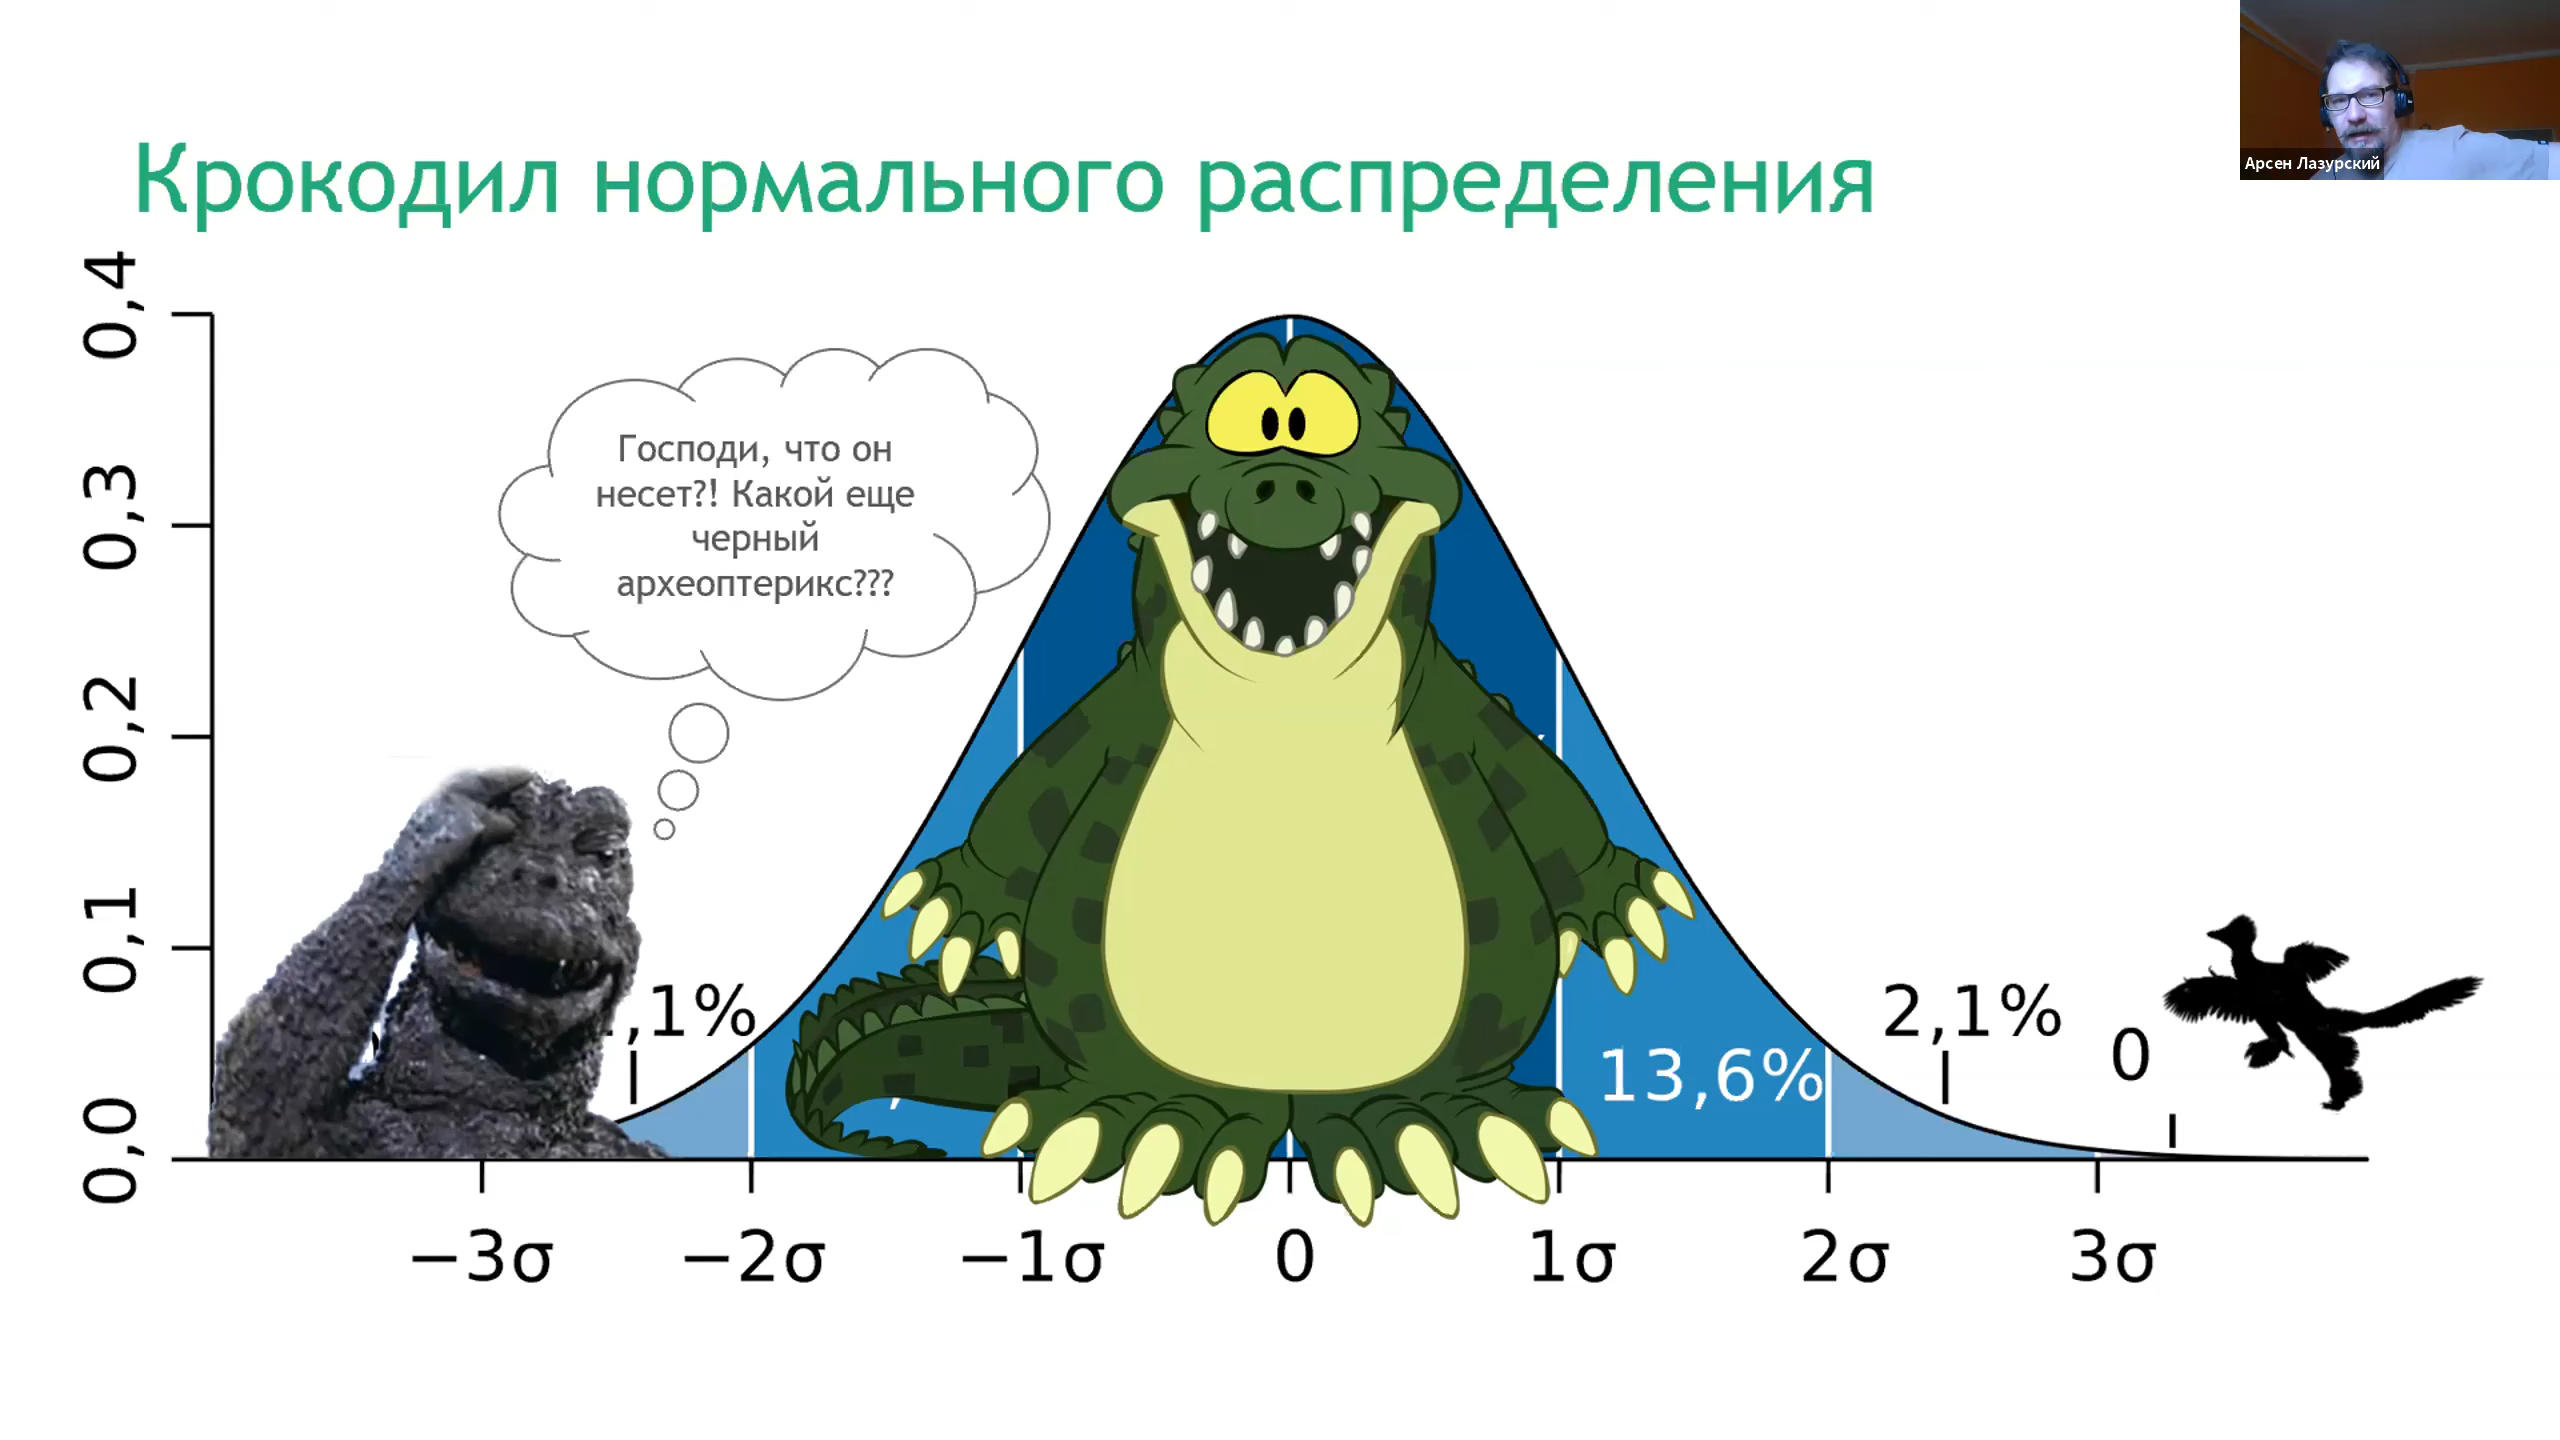 Арсен Лазурский
Крокодил нормального распределения
0,4
0,3
0,2
0,1
0,0
Господи, что он
несет?! Какой еще
черный
археоптерикс???
,1%
13,6%
2,1%
0
−3σ −2σ −1σ 0 1σ 2σ 3σ